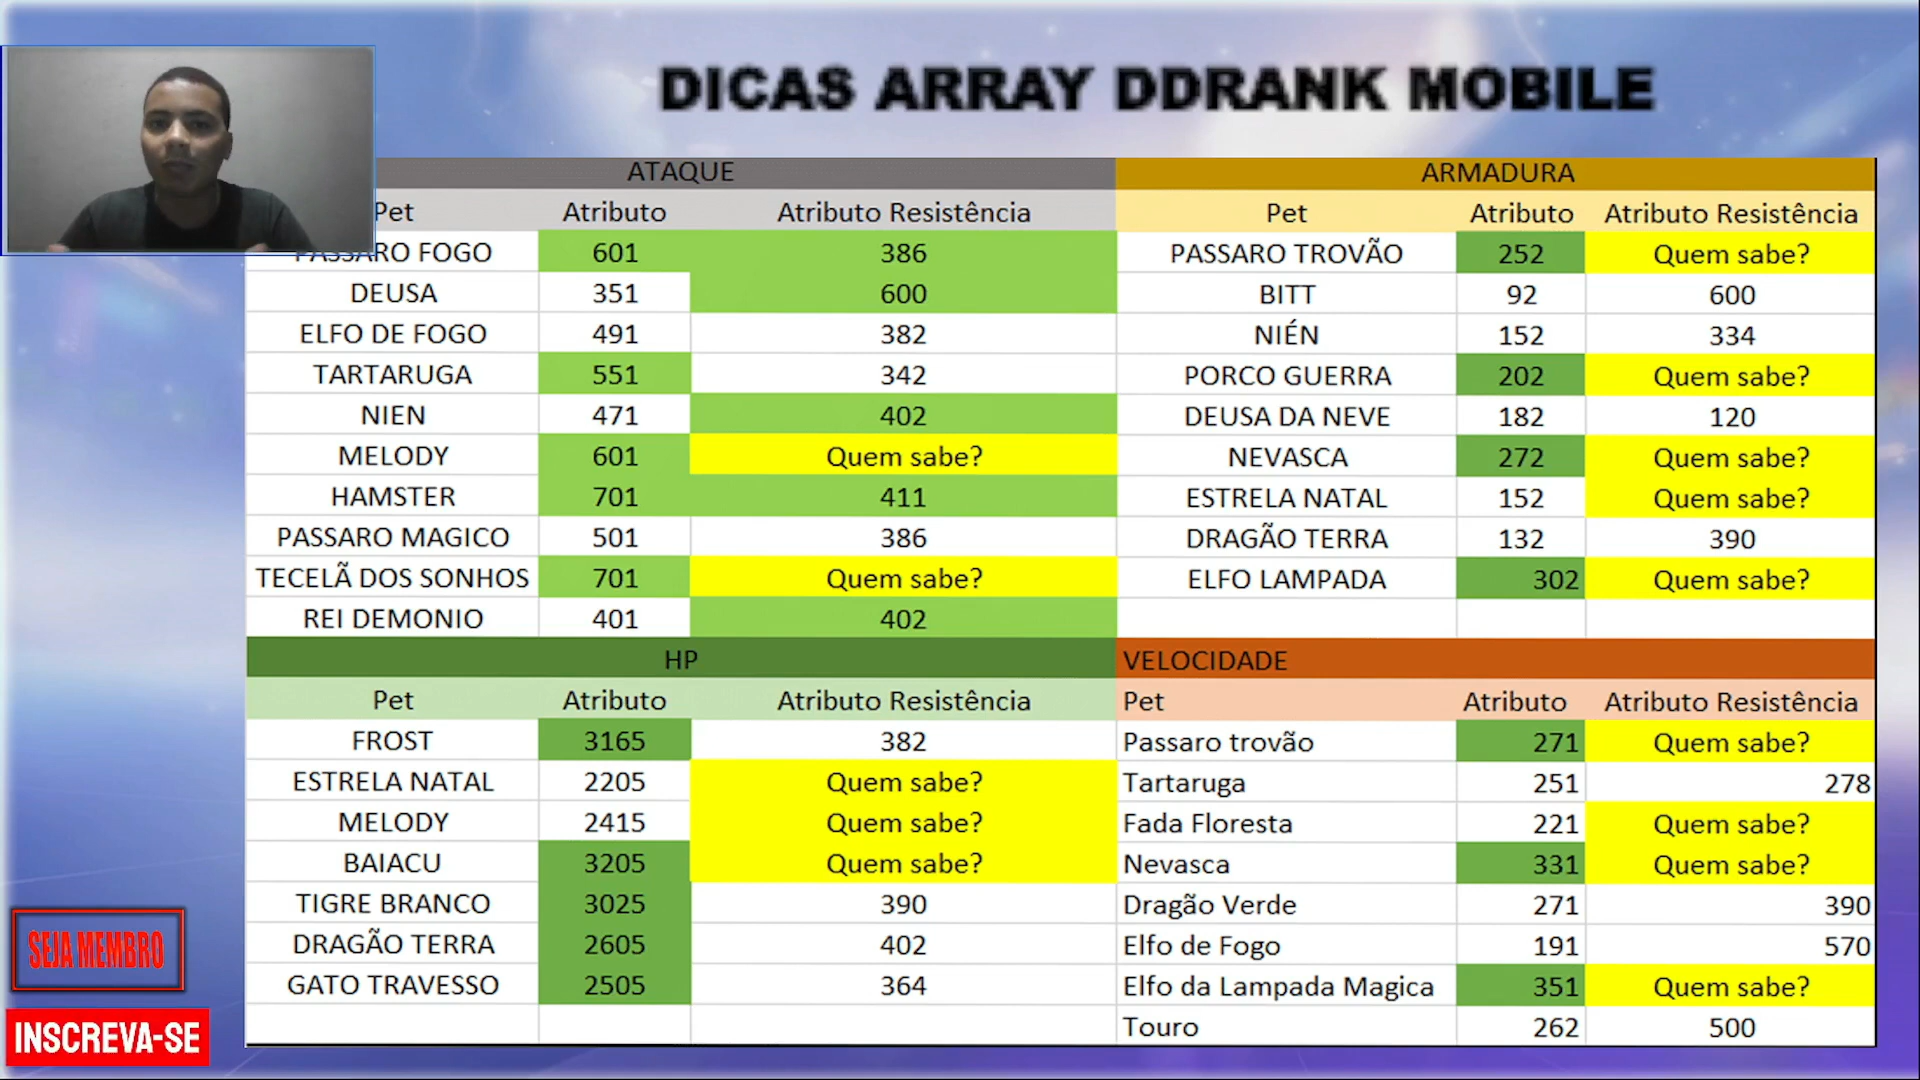 DICAS ARRAY DDRANK MOBILE
ATAQUE
Pet Atributo Atributo Resistência
PASSARO FOGO 601 386
DEUSA 351 600
ELFO DE FOGO 491 382
TARTARUGA 551 342
NIEN 471 402
MELODY 601 Quem sabe?
HAMSTER 701 411
PASSARO MAGICO 501 386
TECELÃ DOS SONHOS 701 Quem sabe?
REI DEMONIO 401 402
ARMADURA
Pet Atributo Atributo Resistência
PASSARO TROVÃO 252 Quem sabe?
BITT 92 600
NIÉN 152 334
PORCO GUERRA 202 Quem sabe?
DEUSA DA NEVE 182 120
NEVASCA 272 Quem sabe?
ESTRELA NATAL 152 Quem sabe?
DRAGÃO TERRA 132 390
ELFO LAMPADA 302 Quem sabe?
HP
Pet Atributo Atributo Resistência
FROST 3165 382
ESTRELA NATAL 2205 Quem sabe?
MELODY 2415 Quem sabe?
BAIACU 3205 Quem sabe?
TIGRE BRANCO 3025 390
DRAGÃO TERRA 2605 402
GATO TRAVESSO 2505 364
VELOCIDADE
Pet Atributo Atributo Resistência
Passaro trovão 271 Quem sabe?
Tartaruga 251 278
Fada Floresta 221 Quem sabe?
Nevasca 331 Quem sabe?
Dragão Verde 271 390
Elfo de Fogo 191 570
Elfo da Lampada Magica 351 Quem sabe?
Touro 262 500
SEJA MEMBRO
INSCREVA-SE